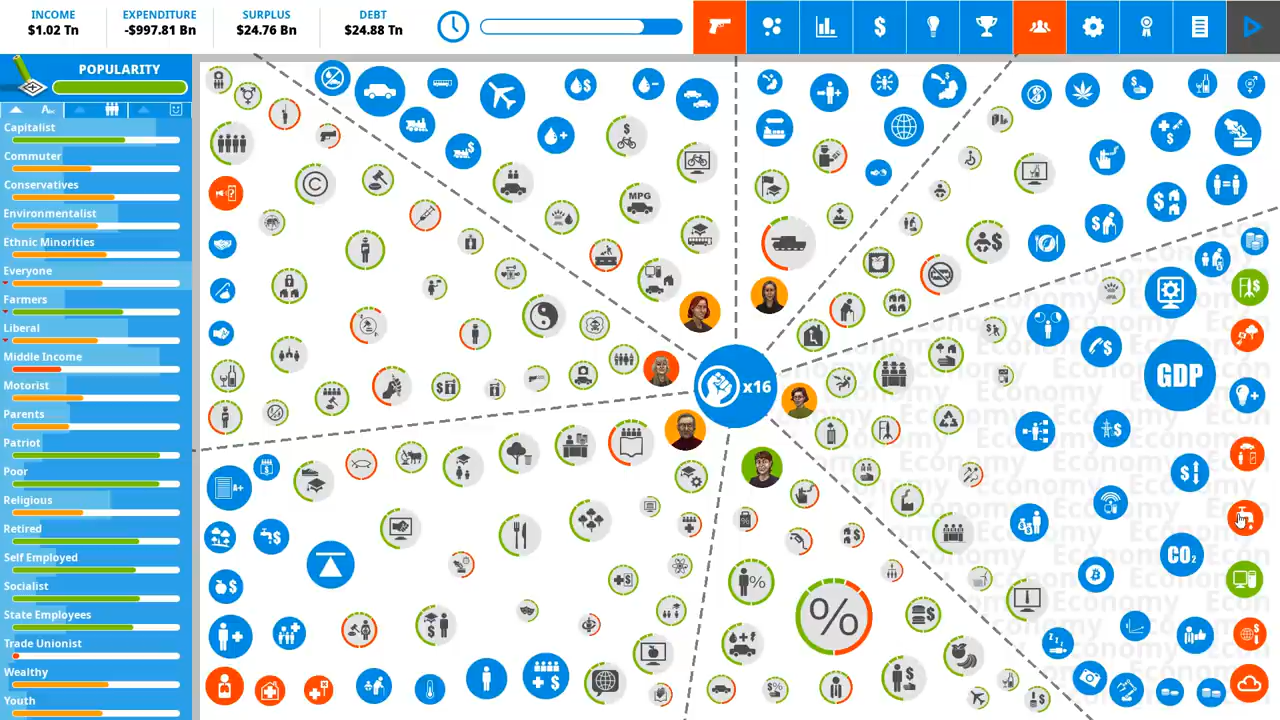 INCOME
$1.02 Tn
EXPENDITURE
-$997.81 Bn
SURPLUS
$24.76 Bn
DEBT
$24.88 Tn
POPULARITY
Capitalist
Commuter
Conservatives
Environmentalist
Ethnic Minorities
Everyone
Farmers
Liberal
Middle Income
Motorist
Parents
Patriot
Poor
Religious
Retired
Self Employed
Socialist
State Employees
Trade Unionist
Wealthy
Youth
MPG
x16
GDP
CO₂
A+
Economy